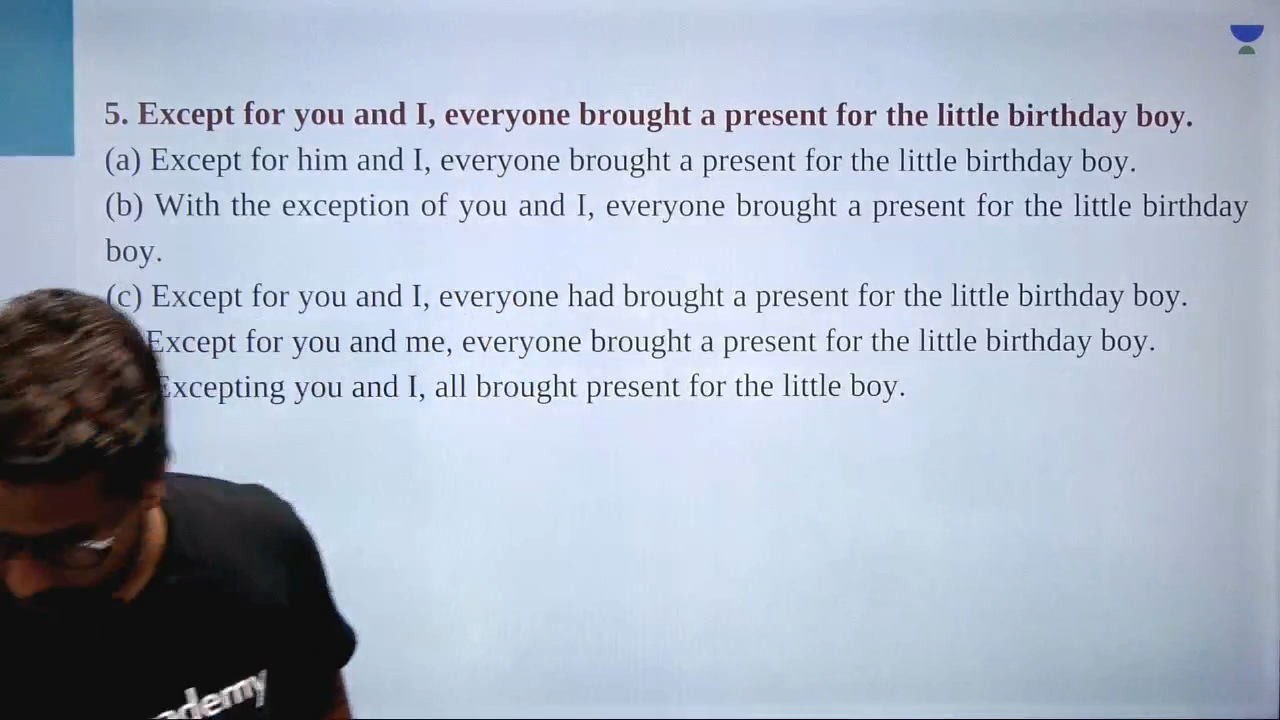 5. Except for you and I, everyone brought a present for the little birthday boy.
(a) Except for him and I, everyone brought a present for the little birthday boy.
(b) With the exception of you and I, everyone brought a present for the little birthday
boy.
(c) Except for you and I, everyone had brought a present for the little birthday boy.
Except for you and me, everyone brought a present for the little birthday boy.
Excepting you and I, all brought present for the little boy.
ademy